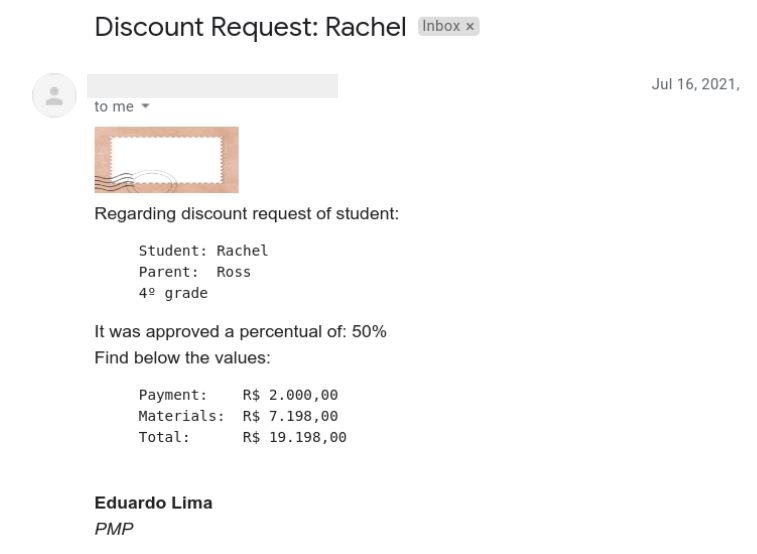 Discount Request: Rachel Inbox ×
Jul 16, 2021,
to me
Regarding discount request of student:
Student: Rachel
Parent: Ross
4º grade
It was approved a percentual of: 50%
Find below the values:
Payment: R$ 2.000,00
Materials: R$ 7.198,00
Total: R$ 19.198,00
Eduardo Lima
PMP